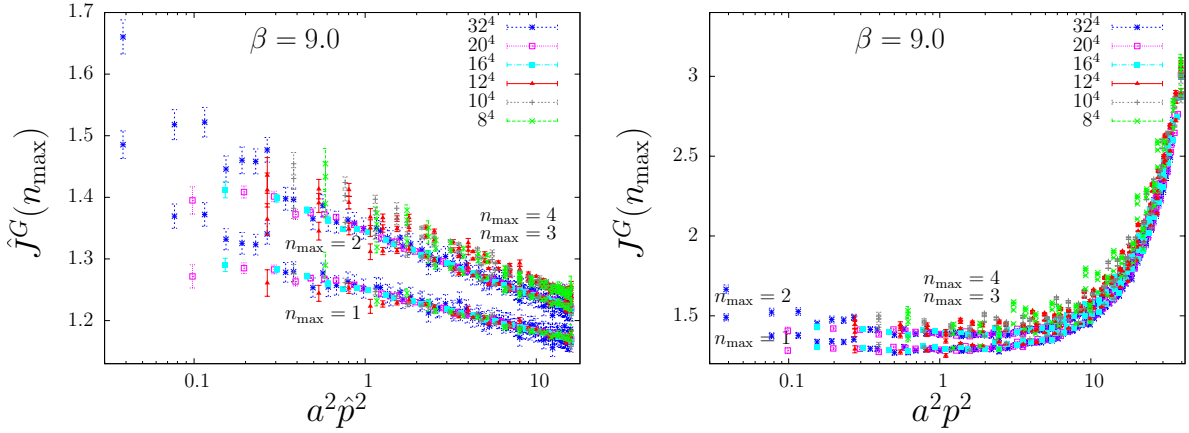 1.7
1.6
1.5
1.4
1.3
1.2
Ĵ^G(n_max)
β = 9.0
32⁴
20⁴
16⁴
12⁴
10⁴
8⁴
n_max = 4
n_max = 3
n_max = 2
n_max = 1
0.1 1 10
a²p̂²
3
2.5
2
1.5
J^G(n_max)
β = 9.0
32⁴
20⁴
16⁴
12⁴
10⁴
8⁴
n_max = 4
n_max = 3
n_max = 2
n_max = 1
0.1 1 10
a²p²